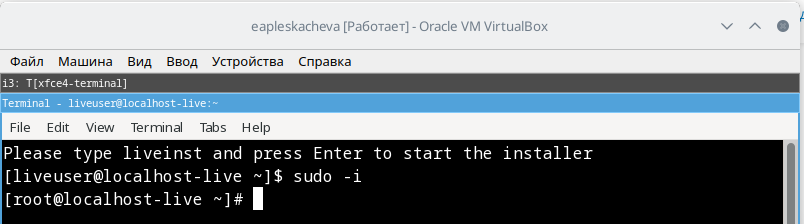 eapleskacheva [Работает] - Oracle VM VirtualBox
Файл Машина Вид Ввод Устройства Справка
i3: T[xfce4-terminal]
Terminal - liveuser@localhost-live:~
File Edit View Terminal Tabs Help
Please type liveinst and press Enter to start the installer
[liveuser@localhost-live ~]$ sudo -i
[root@localhost-live ~]#